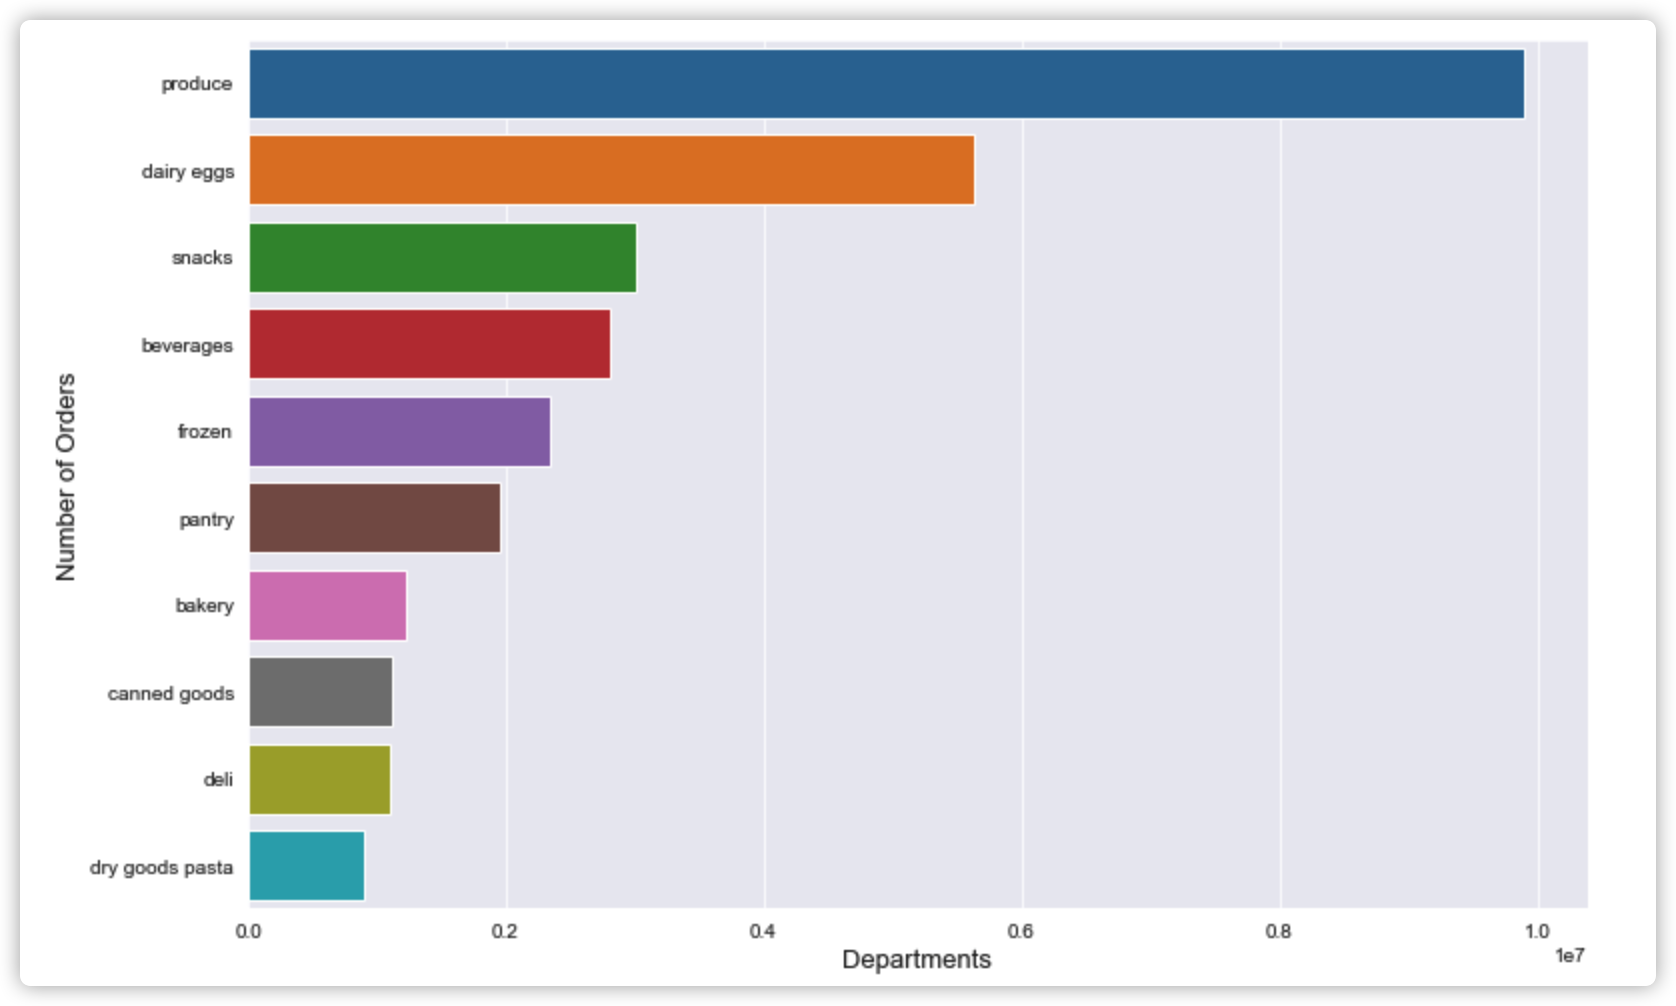 produce
dairy eggs
snacks
beverages
frozen
pantry
bakery
canned goods
deli
dry goods pasta
Number of Orders
0.0 0.2 0.4 0.6 0.8 1.0
1e7
Departments